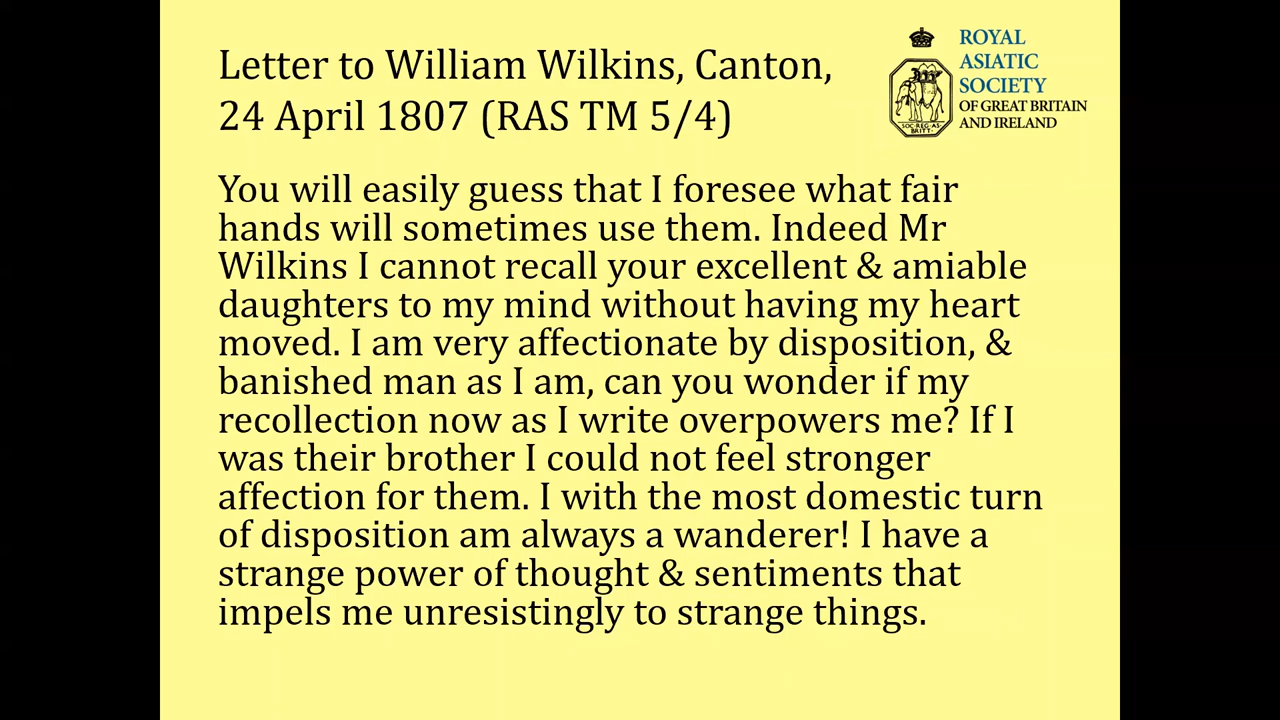 Letter to William Wilkins, Canton,
24 April 1807 (RAS TM 5/4)
ROYAL
ASIATIC
SOCIETY
OF GREAT BRITAIN
AND IRELAND
SOC·REG·AS·
BRITT·
You will easily guess that I foresee what fair
hands will sometimes use them. Indeed Mr
Wilkins I cannot recall your excellent & amiable
daughters to my mind without having my heart
moved. I am very affectionate by disposition, &
banished man as I am, can you wonder if my
recollection now as I write overpowers me? If I
was their brother I could not feel stronger
affection for them. I with the most domestic turn
of disposition am always a wanderer! I have a
strange power of thought & sentiments that
impels me unresistingly to strange things.